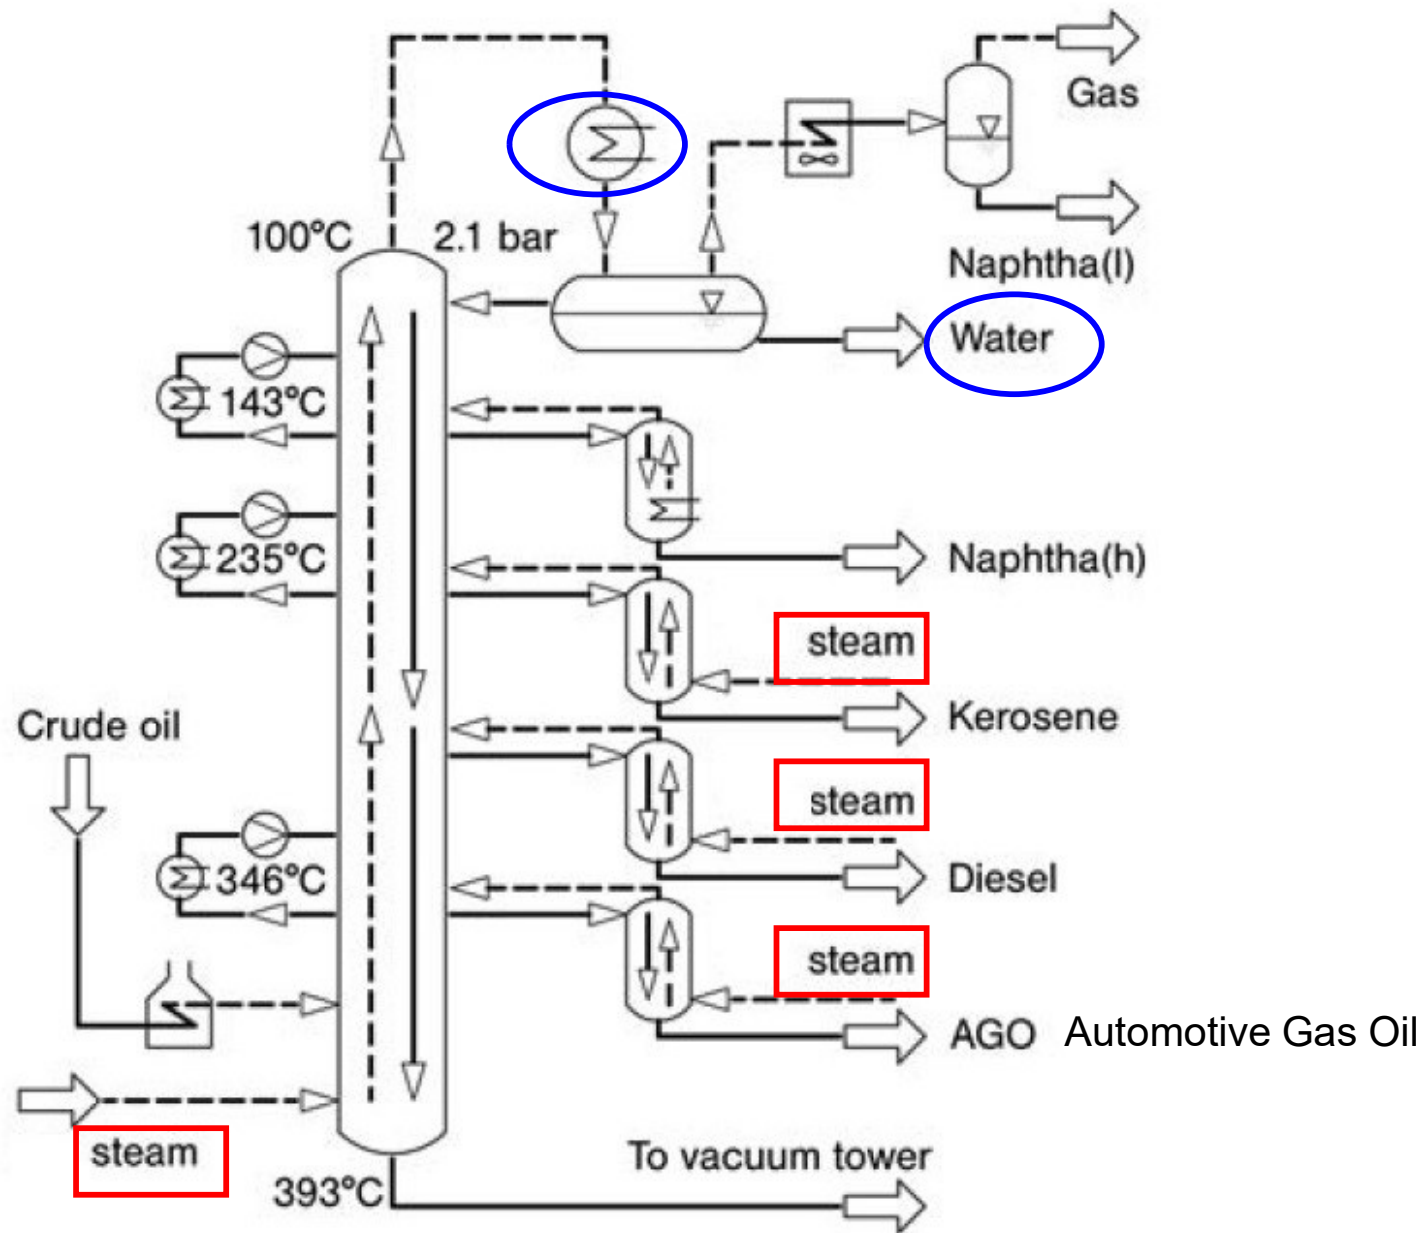 Gas
100°C
2.1 bar
Naphtha(l)
Water
143°C
235°C
Naphtha(h)
steam
Kerosene
Crude oil
steam
346°C
Diesel
steam
AGO Automotive Gas Oil
steam
To vacuum tower
393°C